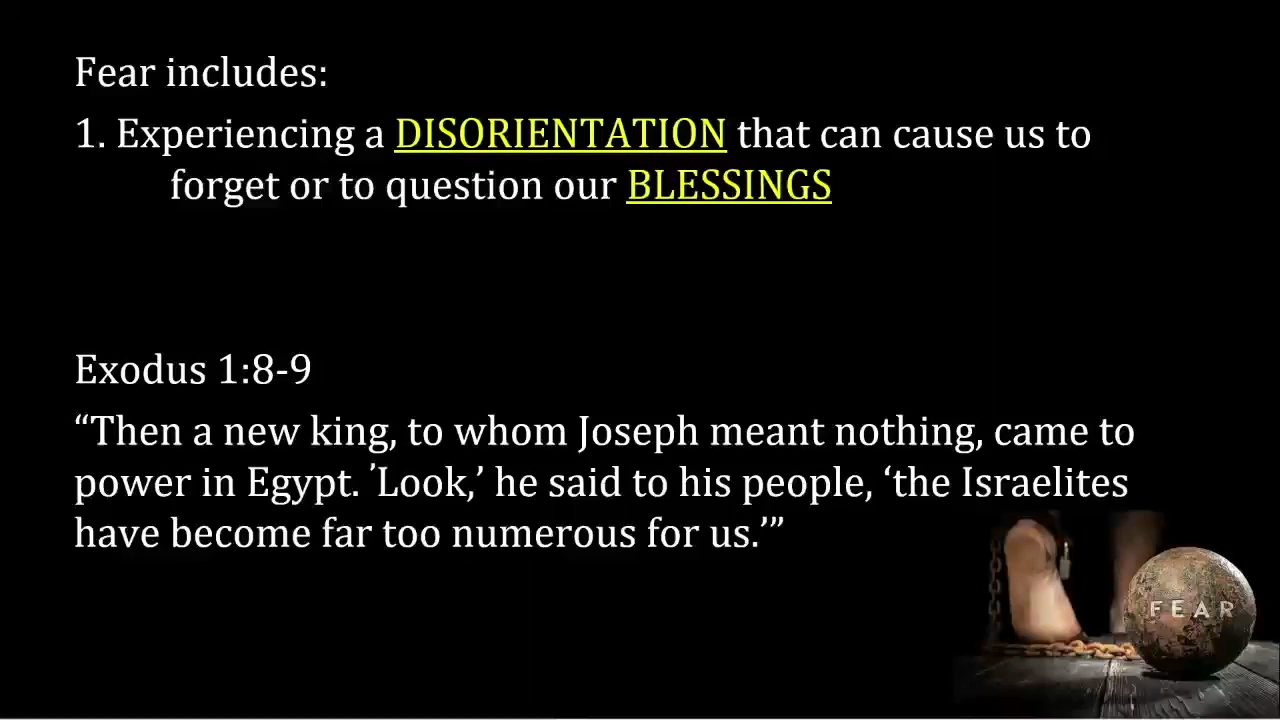 Fear includes:
1. Experiencing a DISORIENTATION that can cause us to
forget or to question our BLESSINGS
Exodus 1:8-9
“Then a new king, to whom Joseph meant nothing, came to
power in Egypt. ’Look,’ he said to his people, ‘the Israelites
have become far too numerous for us.’”
FEAR